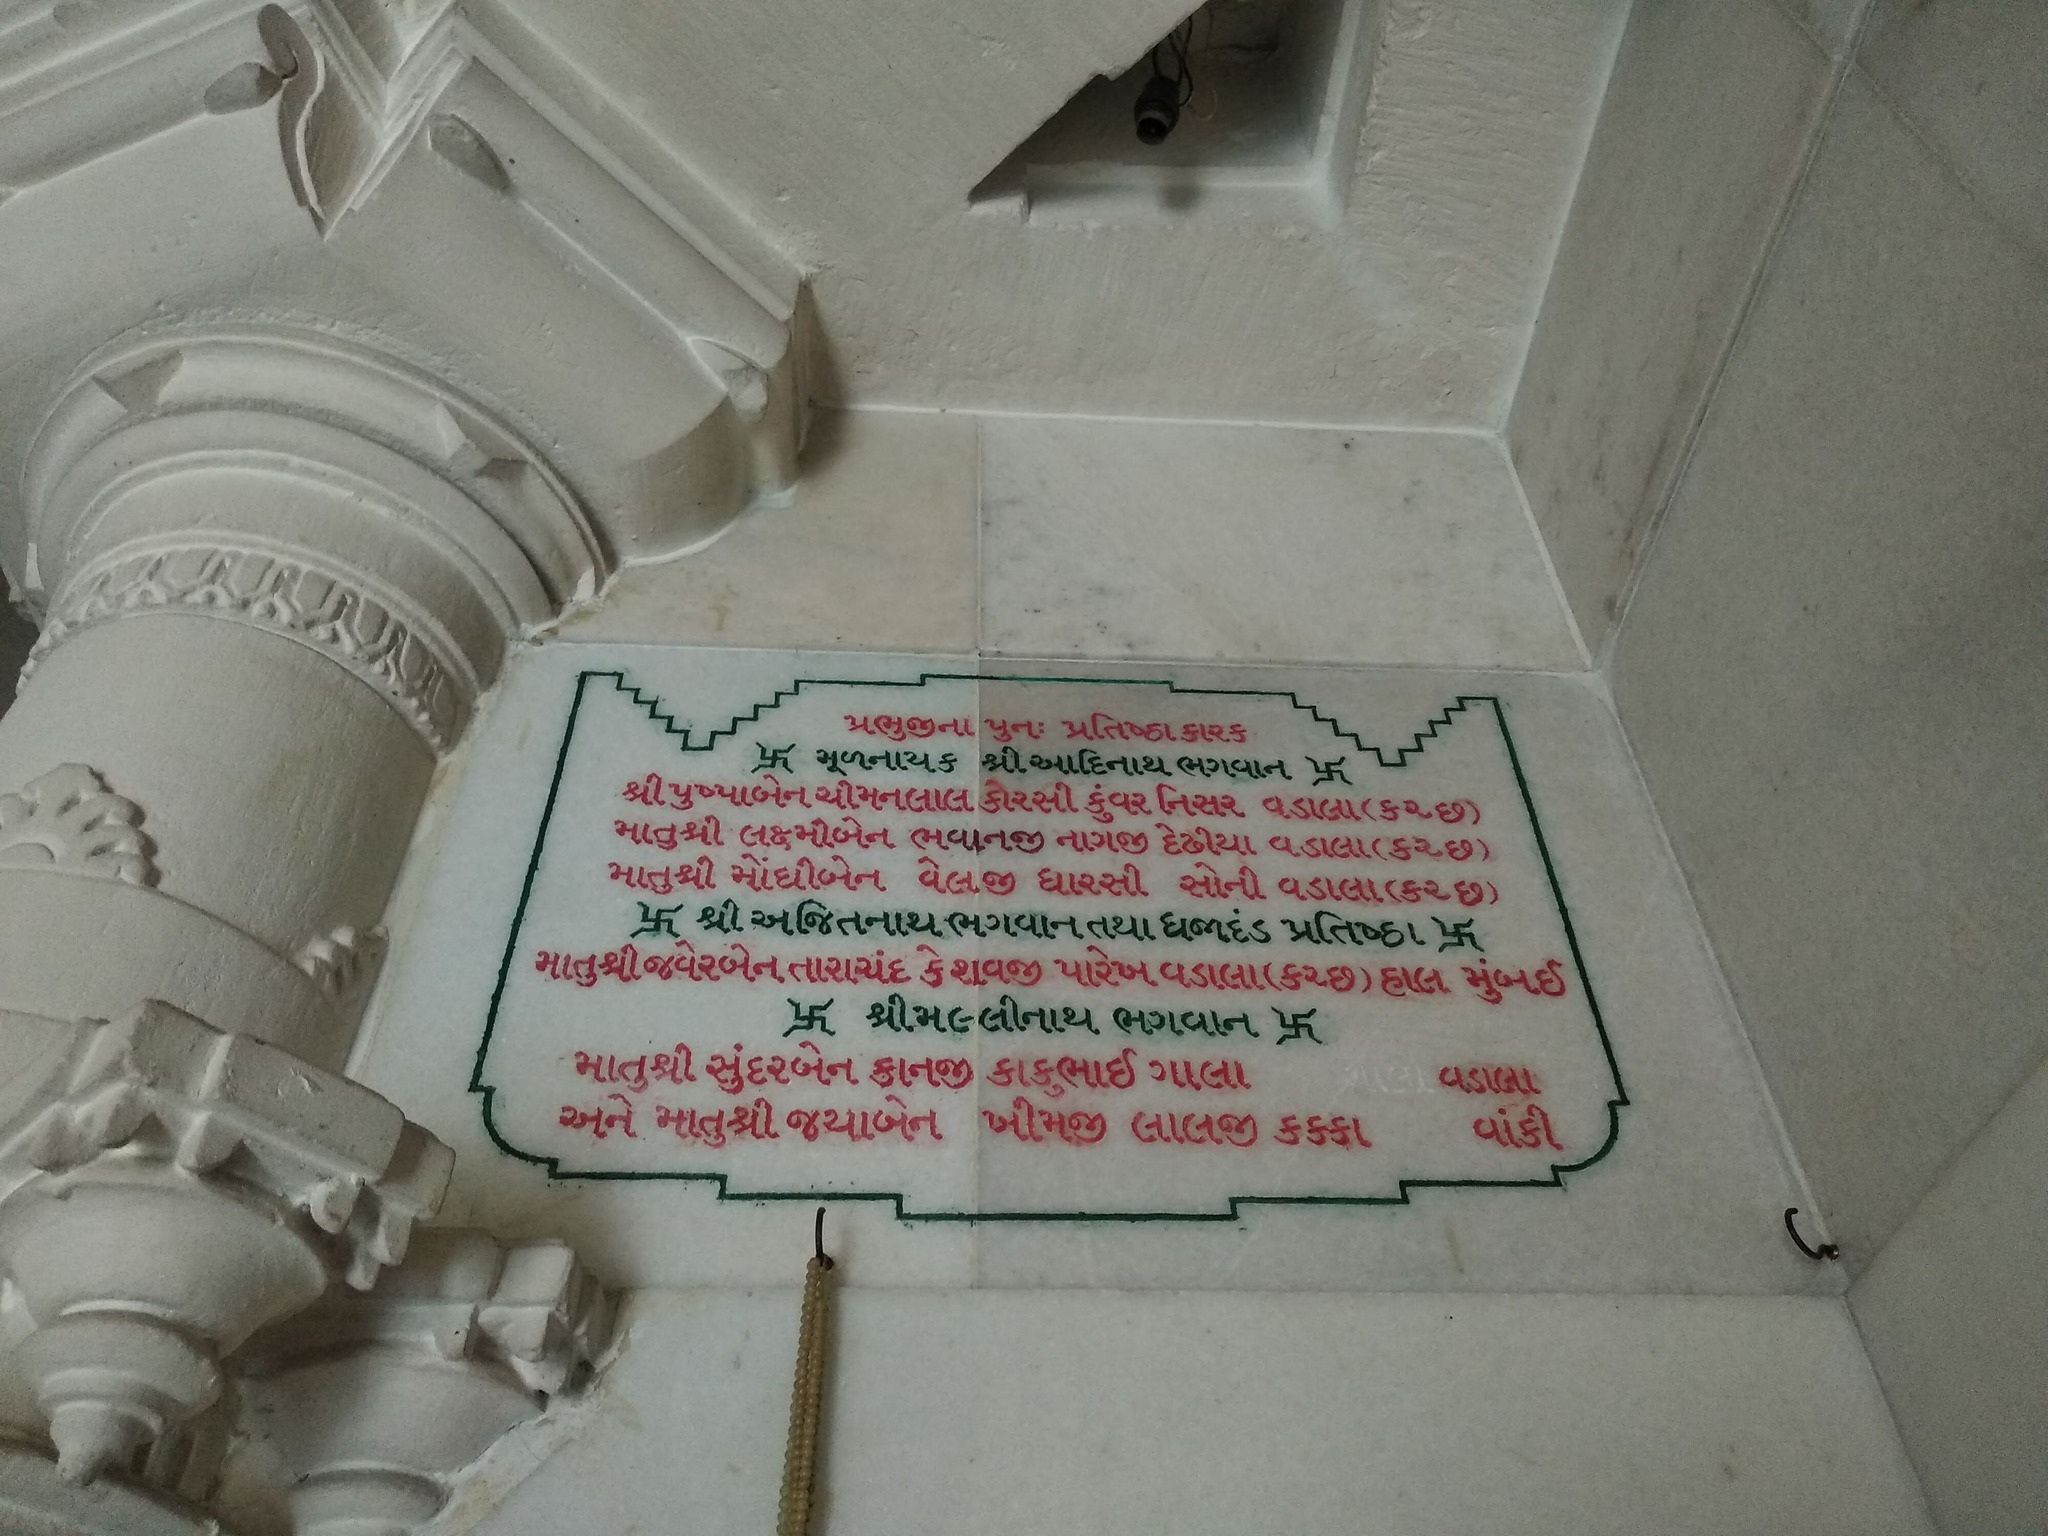 પ્રભુજીના પુનઃ પ્રતિષ્ઠા કારક
卐 મૂળનાયક શ્રી આદિનાથ ભગવાન 卐
શ્રી પુષ્પાબેન ચીમનલાલ કોરસી કુંવર નિસર વડાલા (કચ્છ)
માતુશ્રી લક્ષ્મીબેન ભવાનજી નાગજી દેઢીયા વડાલા (કચ્છ)
માતુશ્રી મોંઘીબેન વેલજી ધારસી સોની વડાલા (કચ્છ)
卐 શ્રી અજિતનાથ ભગવાન તથા ધજાદંડ પ્રતિષ્ઠા 卐
માતુશ્રી જવેરબેન તારાચંદ કેશવજી પારેખ વડાલા (કચ્છ) હાલ મુંબઈ
卐 શ્રી મલ્લીનાથ ભગવાન 卐
માતુશ્રી સુંદરબેન કાનજી કાકુભાઈ ગાલા વડાલા
અને માતુશ્રી જયાબેન ખીમજી લાલજી કક્કા વાંકી